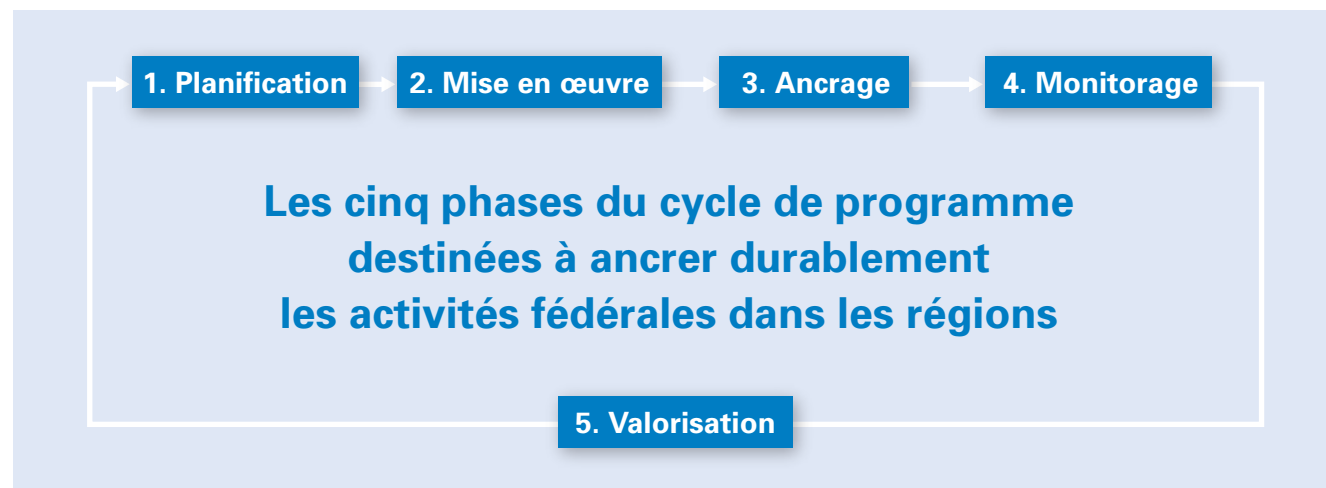 1. Planification
2. Mise en œuvre
3. Ancrage
4. Monitorage
Les cinq phases du cycle de programme
destinées à ancrer durablement
les activités fédérales dans les régions
5. Valorisation